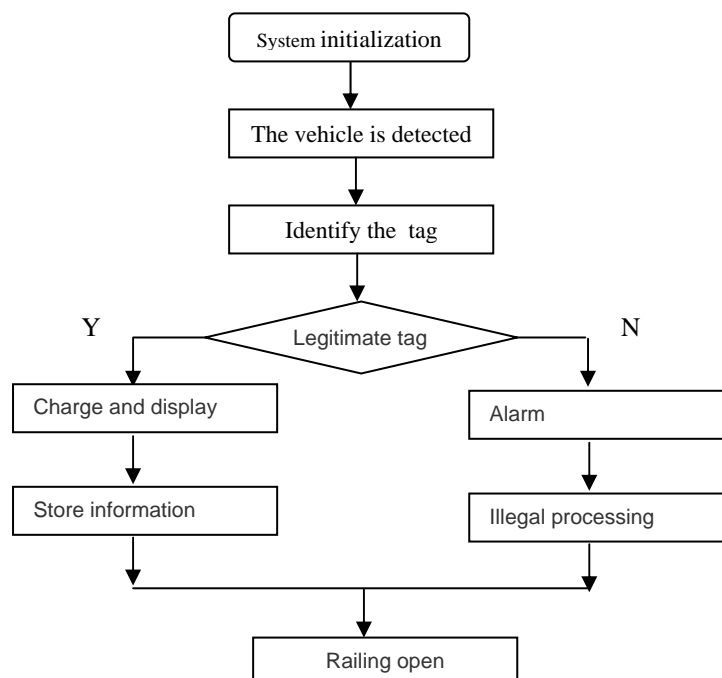 System initialization
The vehicle is detected
Identify the tag
Legitimate tag
Y
N
Charge and display
Alarm
Store information
Illegal processing
Railing open